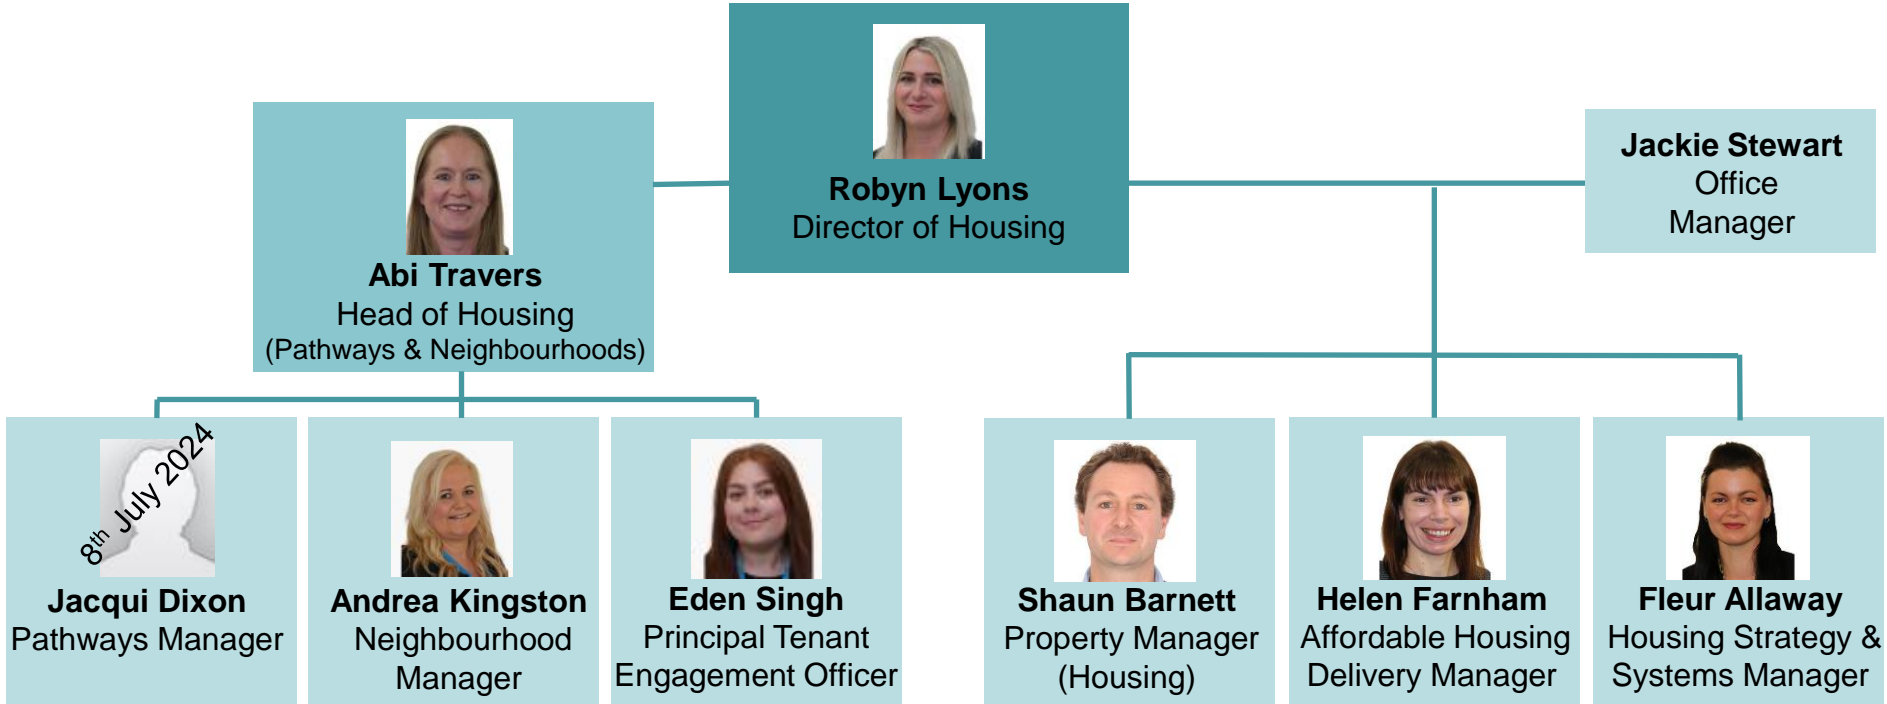 Robyn Lyons
Director of Housing
Abi Travers
Head of Housing
(Pathways & Neighbourhoods)
Jackie Stewart
Office
Manager
8th July 2024
Jacqui Dixon
Pathways Manager
Andrea Kingston
Neighbourhood
Manager
Eden Singh
Principal Tenant
Engagement Officer
Shaun Barnett
Property Manager
(Housing)
Helen Farnham
Affordable Housing
Delivery Manager
Fleur Allaway
Housing Strategy &
Systems Manager